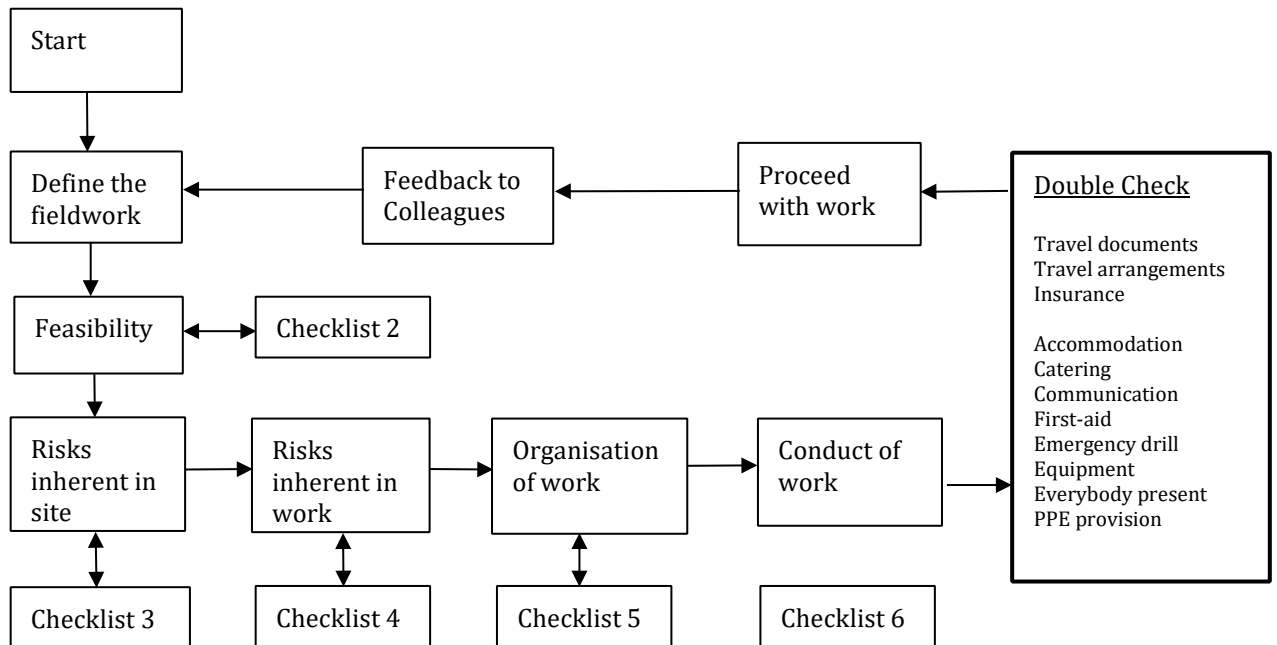 Start
Define the
fieldwork
Feedback to
Colleagues
Proceed
with work
Double Check
Travel documents
Travel arrangements
Insurance
Accommodation
Catering
Communication
First-aid
Emergency drill
Equipment
Everybody present
PPE provision
Feasibility
Checklist 2
Risks
inherent in
site
Risks
inherent in
work
Organisation
of work
Conduct of
work
Checklist 3
Checklist 4
Checklist 5
Checklist 6